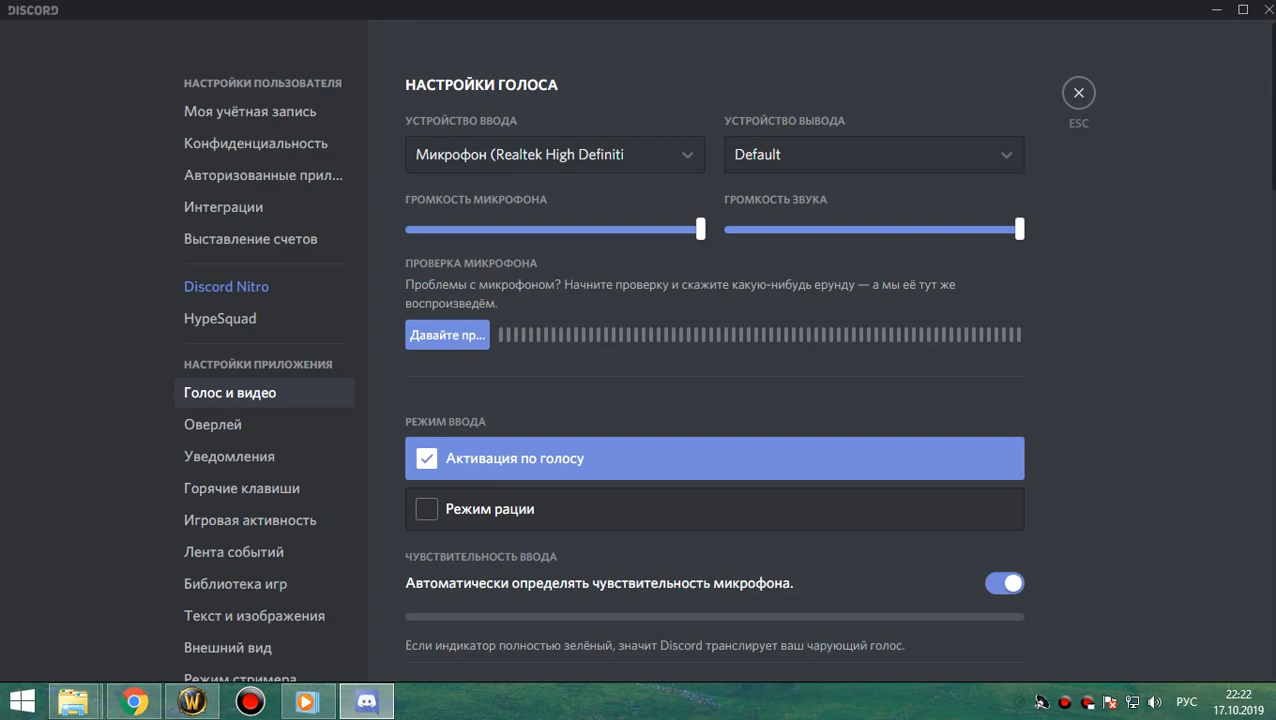 DISCORD
НАСТРОЙКИ ПОЛЬЗОВАТЕЛЯ
Моя учётная запись
Конфиденциальность
Авторизованные прил...
Интеграции
Выставление счетов
Discord Nitro
HypeSquad
НАСТРОЙКИ ПРИЛОЖЕНИЯ
Голос и видео
Оверлей
Уведомления
Горячие клавиши
Игровая активность
Лента событий
Библиотека игр
Текст и изображения
Внешний вид
Режим стримера
НАСТРОЙКИ ГОЛОСА
УСТРОЙСТВО ВВОДА
УСТРОЙСТВО ВЫВОДА
Микрофон (Realtek High Definiti
Default
ГРОМКОСТЬ МИКРОФОНА
ГРОМКОСТЬ ЗВУКА
ПРОВЕРКА МИКРОФОНА
Проблемы с микрофоном? Начните проверку и скажите какую-нибудь ерунду — а мы её тут же
воспроизведём.
Давайте пр...
РЕЖИМ ВВОДА
Активация по голосу
Режим рации
ЧУВСТВИТЕЛЬНОСТЬ ВВОДА
Автоматически определять чувствительность микрофона.
Если индикатор полностью зелёный, значит Discord транслирует ваш чарующий голос.
ESC
РУС
22:22
17.10.2019